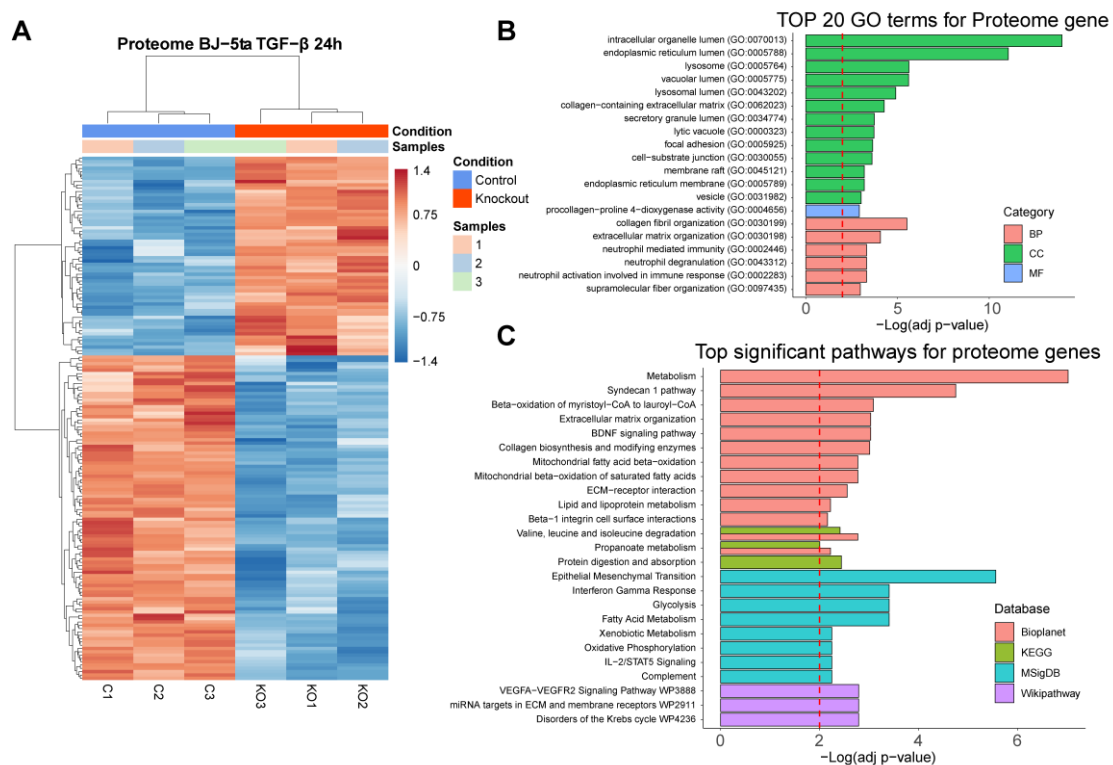 A
Proteome BJ-5ta TGF-β 24h
Condition
Samples
1.4
0.75
0
−0.75
−1.4
Condition
Control
Knockout
Samples
1
2
3
C1
C2
C3
KO3
KO1
KO2
B
TOP 20 GO terms for Proteome gene
intracellular organelle lumen (GO:0070013)
endoplasmic reticulum lumen (GO:0005788)
lysosome (GO:0005764)
vacuolar lumen (GO:0005775)
lysosomal lumen (GO:0043202)
collagen−containing extracellular matrix (GO:0062023)
secretory granule lumen (GO:0034774)
lytic vacuole (GO:0000323)
focal adhesion (GO:0005925)
cell−substrate junction (GO:0030055)
membrane raft (GO:0045121)
endoplasmic reticulum membrane (GO:0005789)
vesicle (GO:0031982)
procollagen−proline 4−dioxygenase activity (GO:0004656)
collagen fibril organization (GO:0030199)
extracellular matrix organization (GO:0030198)
neutrophil mediated immunity (GO:0002446)
neutrophil degranulation (GO:0043312)
neutrophil activation involved in immune response (GO:0002283)
supramolecular fiber organization (GO:0097435)
Category
BP
CC
MF
0 5 10
−Log(adj p−value)
C
Top significant pathways for proteome genes
Metabolism
Syndecan 1 pathway
Beta−oxidation of myristoyl−CoA to lauroyl−CoA
Extracellular matrix organization
BDNF signaling pathway
Collagen biosynthesis and modifying enzymes
Mitochondrial fatty acid beta−oxidation
Mitochondrial beta−oxidation of saturated fatty acids
ECM−receptor interaction
Lipid and lipoprotein metabolism
Beta−1 integrin cell surface interactions
Valine, leucine and isoleucine degradation
Propanoate metabolism
Protein digestion and absorption
Epithelial Mesenchymal Transition
Interferon Gamma Response
Glycolysis
Fatty Acid Metabolism
Xenobiotic Metabolism
Oxidative Phosphorylation
IL−2/STAT5 Signaling
Complement
VEGFA−VEGFR2 Signaling Pathway WP3888
miRNA targets in ECM and membrane receptors WP2911
Disorders of the Krebs cycle WP4236
Database
Bioplanet
KEGG
MSigDB
Wikipathway
0 2 4 6
−Log(adj p−value)